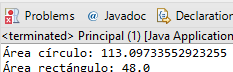 Problems @ Javadoc Declaration
<terminated> Principal (1) [Java Application]
Área círculo: 113.09733552923255
Área rectángulo: 48.0